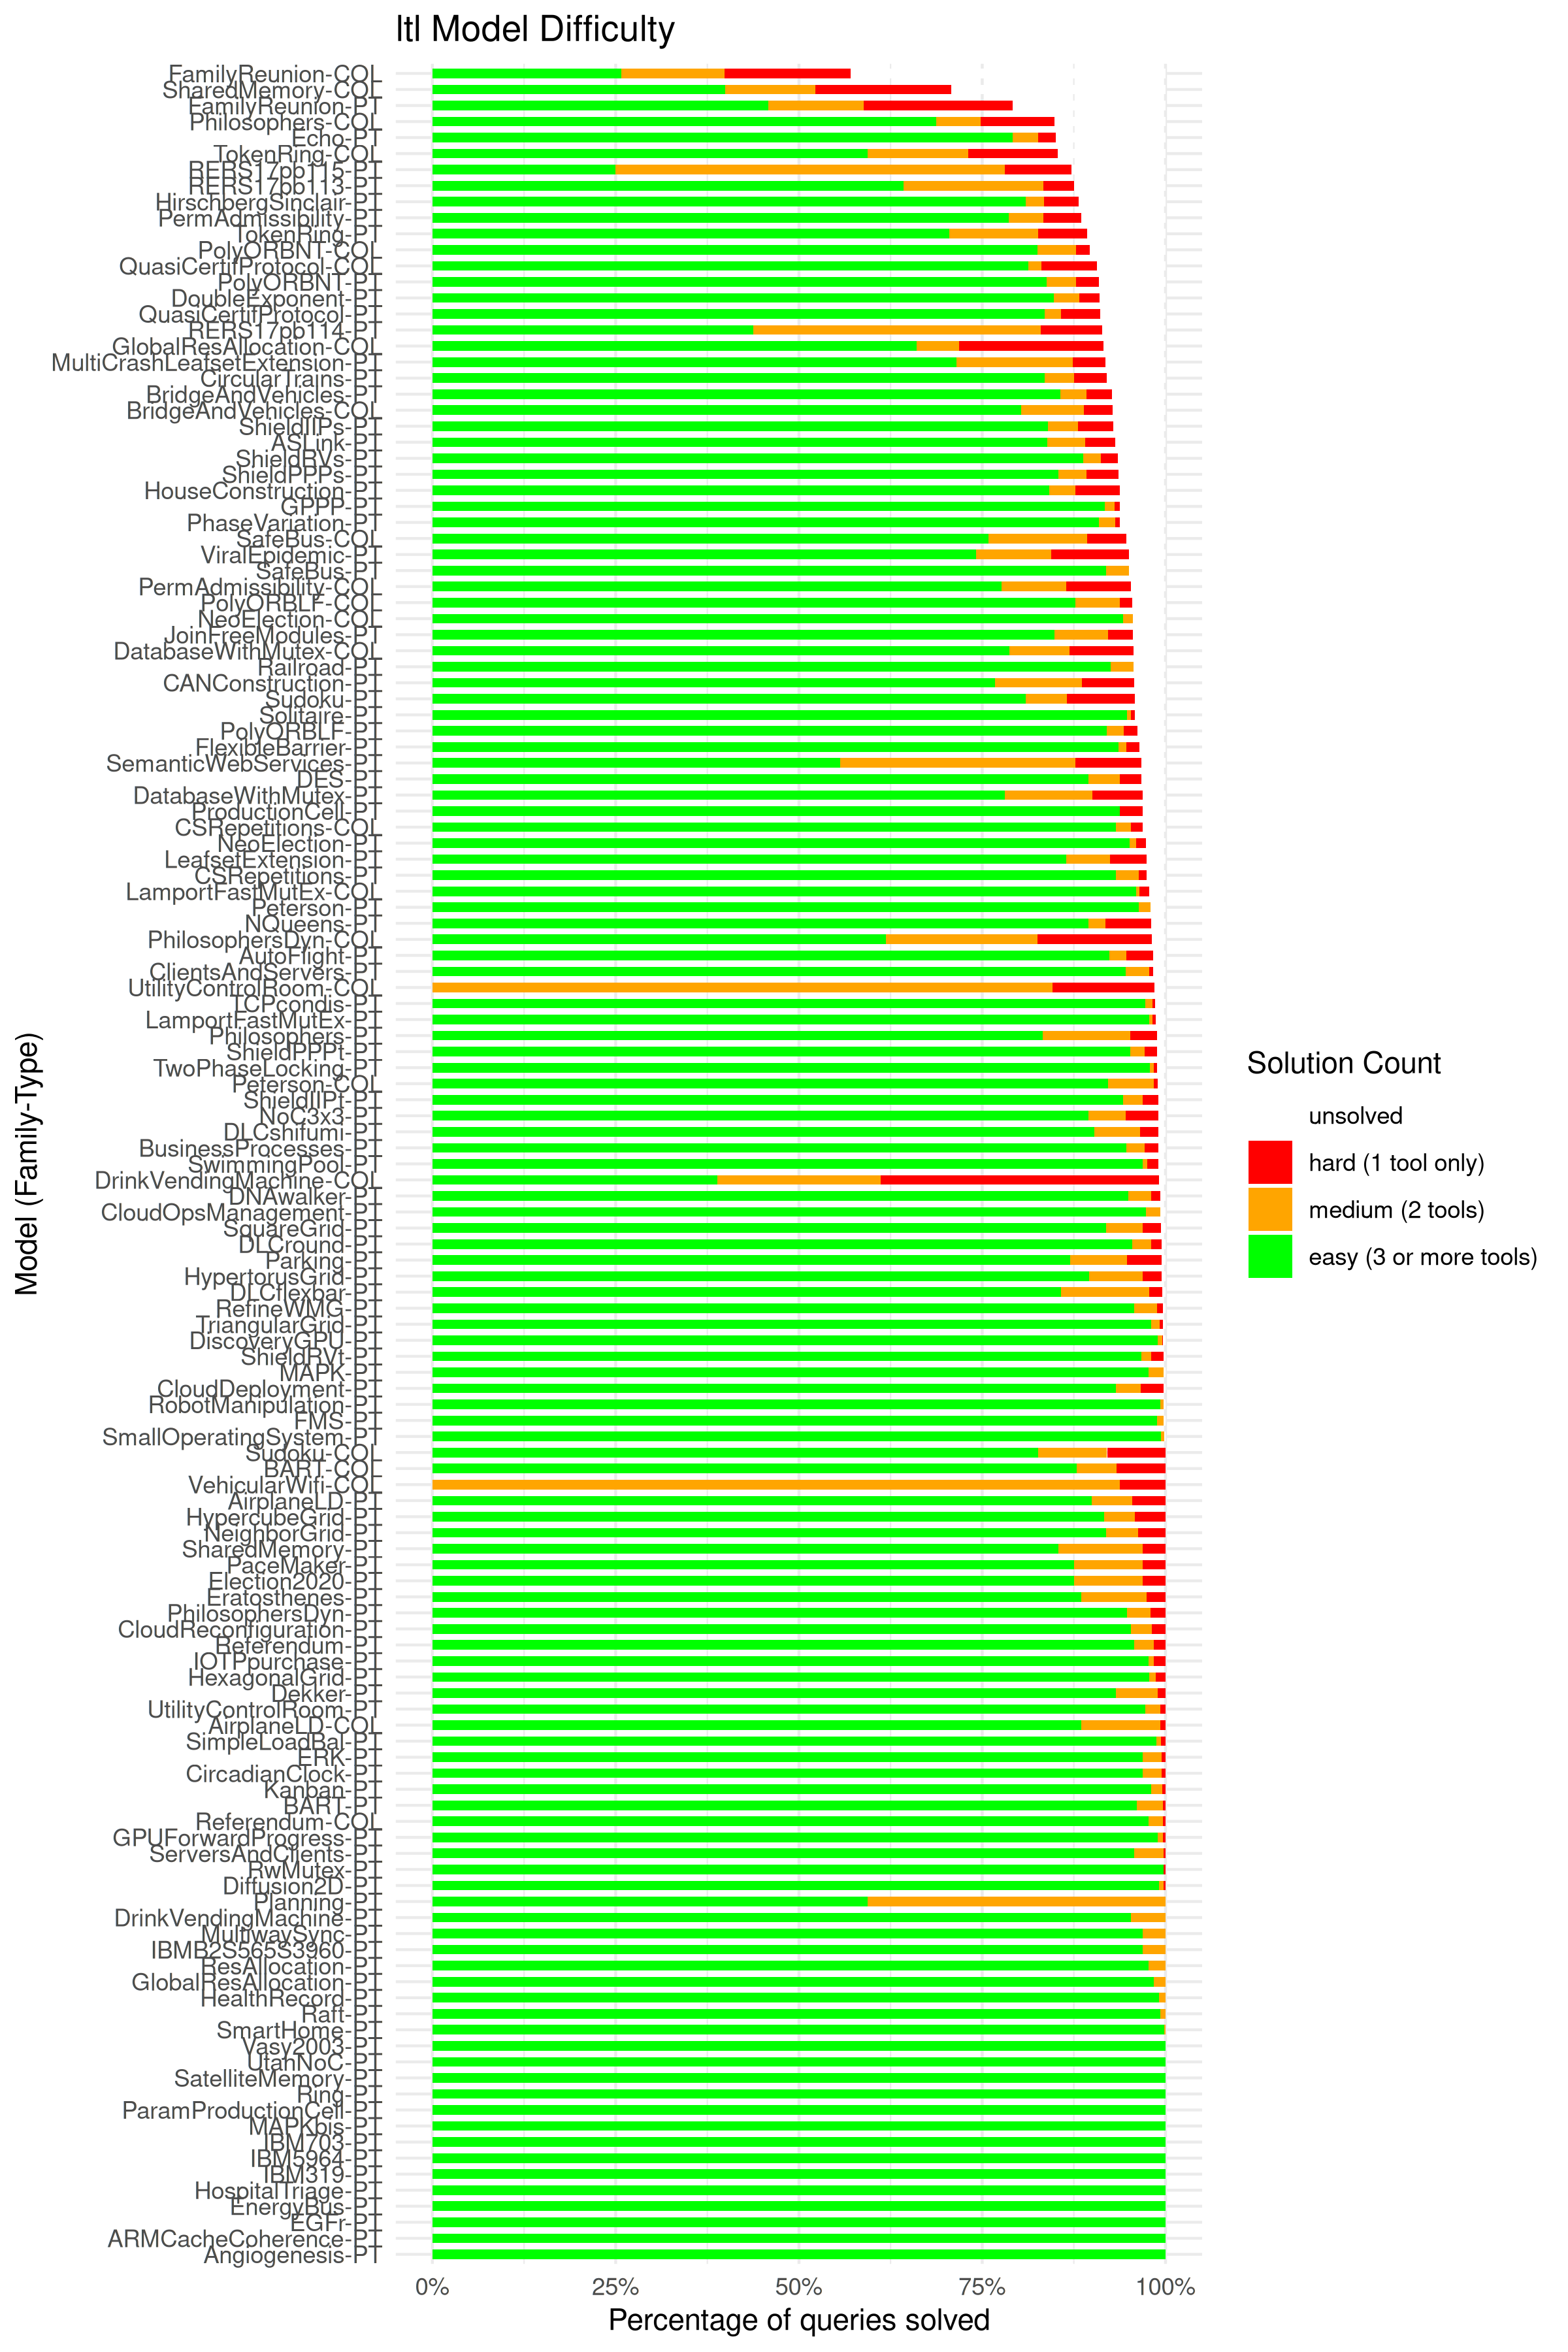 ltl Model Difficulty
FamilyReunion-COL
SharedMemory-COL
FamilyReunion-PT
Philosophers-COL
Echo-PT
TokenRing-COL
RERS17pb115-PT
RERS17pb113-PT
HirschbergSinclair-PT
PermAdmissibility-PT
TokenRing-PT
PolyORBNT-COL
QuasiCertifProtocol-COL
PolyORBNT-PT
DoubleExponent-PT
QuasiCertifProtocol-PT
RERS17pb114-PT
GlobalResAllocation-COL
MultiCrashLeafsetExtension-PT
CircularTrains-PT
BridgeAndVehicles-PT
BridgeAndVehicles-COL
ShieldIIPs-PT
ASLink-PT
ShieldRVs-PT
ShieldPPPs-PT
HouseConstruction-PT
GPPP-PT
PhaseVariation-PT
SafeBus-COL
ViralEpidemic-PT
SafeBus-PT
PermAdmissibility-COL
PolyORBLF-COL
NeoElection-COL
JoinFreeModules-PT
DatabaseWithMutex-COL
Railroad-PT
CANConstruction-PT
Sudoku-PT
Solitaire-PT
PolyORBLF-PT
FlexibleBarrier-PT
SemanticWebServices-PT
DES-PT
DatabaseWithMutex-PT
ProductionCell-PT
CSRepetitions-COL
NeoElection-PT
LeafsetExtension-PT
CSRepetitions-PT
LamportFastMutEx-COL
Peterson-PT
NQueens-PT
PhilosophersDyn-COL
AutoFlight-PT
ClientsAndServers-PT
UtilityControlRoom-COL
TCPcondis-PT
LamportFastMutEx-PT
Philosophers-PT
ShieldPPPt-PT
TwoPhaseLocking-PT
Peterson-COL
ShieldIIPt-PT
NoC3x3-PT
DLCshifumi-PT
BusinessProcesses-PT
SwimmingPool-PT
DrinkVendingMachine-COL
DNAwalker-PT
CloudOpsManagement-PT
SquareGrid-PT
DLCround-PT
Parking-PT
HypertorusGrid-PT
DLCflexbar-PT
RefineWMG-PT
TriangularGrid-PT
DiscoveryGPU-PT
ShieldRVt-PT
MAPK-PT
CloudDeployment-PT
RobotManipulation-PT
FMS-PT
SmallOperatingSystem-PT
Sudoku-COL
BART-COL
VehicularWifi-COL
AirplaneLD-PT
HypercubeGrid-PT
NeighborGrid-PT
SharedMemory-PT
PaceMaker-PT
Election2020-PT
Eratosthenes-PT
PhilosophersDyn-PT
CloudReconfiguration-PT
Referendum-PT
IOTPpurchase-PT
HexagonalGrid-PT
Dekker-PT
UtilityControlRoom-PT
AirplaneLD-COL
SimpleLoadBal-PT
ERK-PT
CircadianClock-PT
Kanban-PT
BART-PT
Referendum-COL
GPUForwardProgress-PT
ServersAndClients-PT
RwMutex-PT
Diffusion2D-PT
Planning-PT
DrinkVendingMachine-PT
MultiwaySync-PT
IBMB2S565S3960-PT
ResAllocation-PT
GlobalResAllocation-PT
HealthRecord-PT
Raft-PT
SmartHome-PT
Vasy2003-PT
UtahNoC-PT
SatelliteMemory-PT
Ring-PT
ParamProductionCell-PT
MAPKbis-PT
IBM703-PT
IBM5964-PT
IBM319-PT
HospitalTriage-PT
EnergyBus-PT
EGFr-PT
ARMCacheCoherence-PT
Angiogenesis-PT
0% 25% 50% 75% 100%
Percentage of queries solved
Model (Family-Type)
Solution Count
unsolved
hard (1 tool only)
medium (2 tools)
easy (3 or more tools)